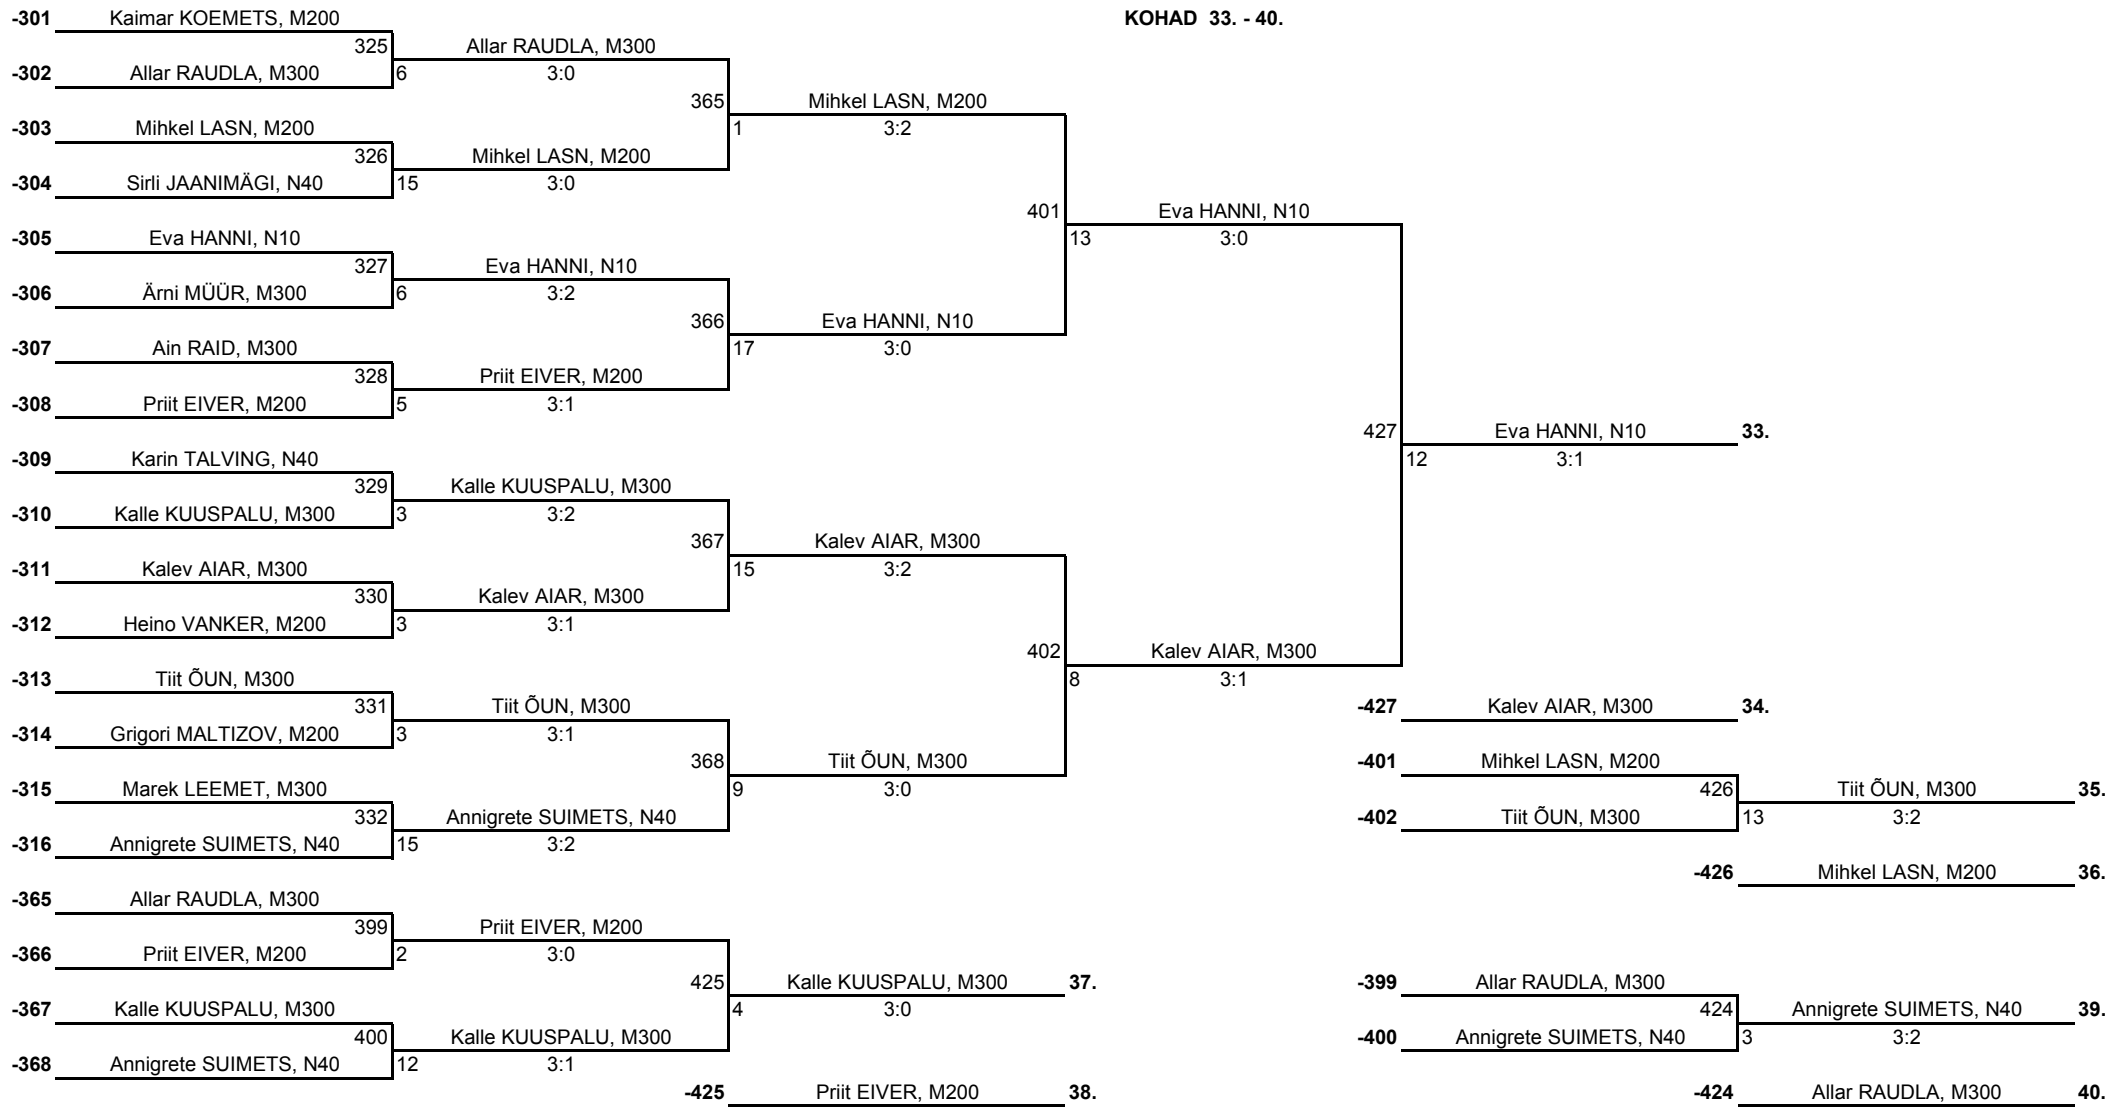 KOHAD 33. - 40.
-301 Kaimar KOEMETS, M200
325 Allar RAUDLA, M300
-302 Allar RAUDLA, M300 6 3:0
365 Mihkel LASN, M200
-303 Mihkel LASN, M200 1 3:2
326 Mihkel LASN, M200
-304 Sirli JAANIMÄGI, N40 15 3:0
401 Eva HANNI, N10
-305 Eva HANNI, N10 13 3:0
327 Eva HANNI, N10
-306 Ärni MÜÜR, M300 6 3:2
366 Eva HANNI, N10
-307 Ain RAID, M300 17 3:0
328 Priit EIVER, M200
-308 Priit EIVER, M200 5 3:1
427 Eva HANNI, N10 33.
-309 Karin TALVING, N40 12 3:1
329 Kalle KUUSPALU, M300
-310 Kalle KUUSPALU, M300 3 3:2
367 Kalev AIAR, M300
-311 Kalev AIAR, M300 15 3:2
330 Kalev AIAR, M300
-312 Heino VANKER, M200 3 3:1
402 Kalev AIAR, M300
-313 Tiit ÕUN, M300 8 3:1
331 Tiit ÕUN, M300 -427 Kalev AIAR, M300 34.
-314 Grigori MALTIZOV, M200 3 3:1
368 Tiit ÕUN, M300 -401 Mihkel LASN, M200
-315 Marek LEEMET, M300 9 3:0 426 Tiit ÕUN, M300 35.
332 Annigrete SUIMETS, N40 -402 Tiit ÕUN, M300 13 3:2
-316 Annigrete SUIMETS, N40 15 3:2
-426 Mihkel LASN, M200 36.
-365 Allar RAUDLA, M300
399 Priit EIVER, M200
-366 Priit EIVER, M200 2 3:0
425 Kalle KUUSPALU, M300 37. -399 Allar RAUDLA, M300
-367 Kalle KUUSPALU, M300 4 3:0 424 Annigrete SUIMETS, N40 39.
400 Kalle KUUSPALU, M300 -400 Annigrete SUIMETS, N40 3 3:2
-368 Annigrete SUIMETS, N40 12 3:1
-425 Priit EIVER, M200 38. -424 Allar RAUDLA, M300 40.